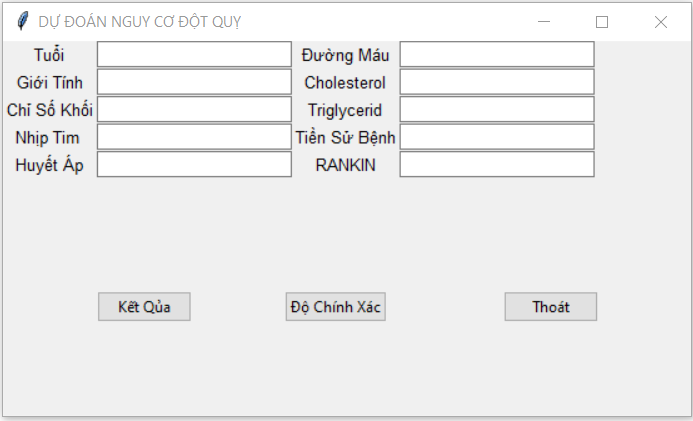 DỰ ĐOÁN NGUY CƠ ĐỘT QUỴ
Tuổi Đường Máu
Giới Tính Cholesterol
Chỉ Số Khối Triglycerid
Nhịp Tim Tiền Sử Bệnh
Huyết Áp RANKIN
Kết Qủa Độ Chính Xác Thoát